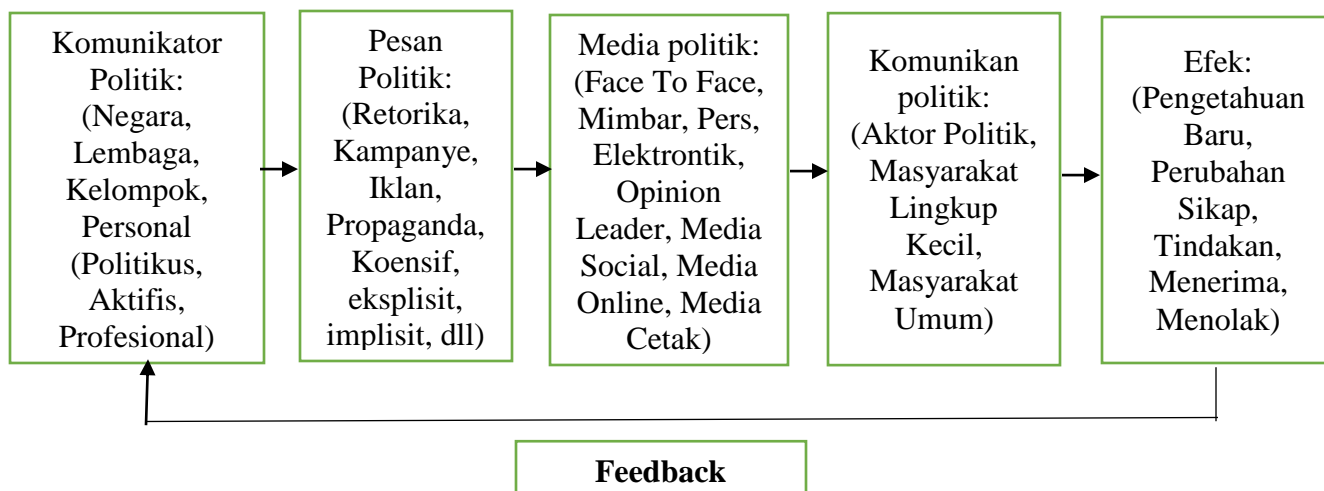 Komunikator
Politik:
(Negara,
Lembaga,
Kelompok,
Personal
(Politikus,
Aktifis,
Profesional)
Pesan
Politik:
(Retorika,
Kampanye,
Iklan,
Propaganda,
Koensif,
eksplisit,
implisit, dll)
Media politik:
(Face To Face,
Mimbar, Pers,
Elektrontik,
Opinion
Leader, Media
Social, Media
Online, Media
Cetak)
Komunikan
politik:
(Aktor Politik,
Masyarakat
Lingkup
Kecil,
Masyarakat
Umum)
Efek:
(Pengetahuan
Baru,
Perubahan
Sikap,
Tindakan,
Menerima,
Menolak)
Feedback